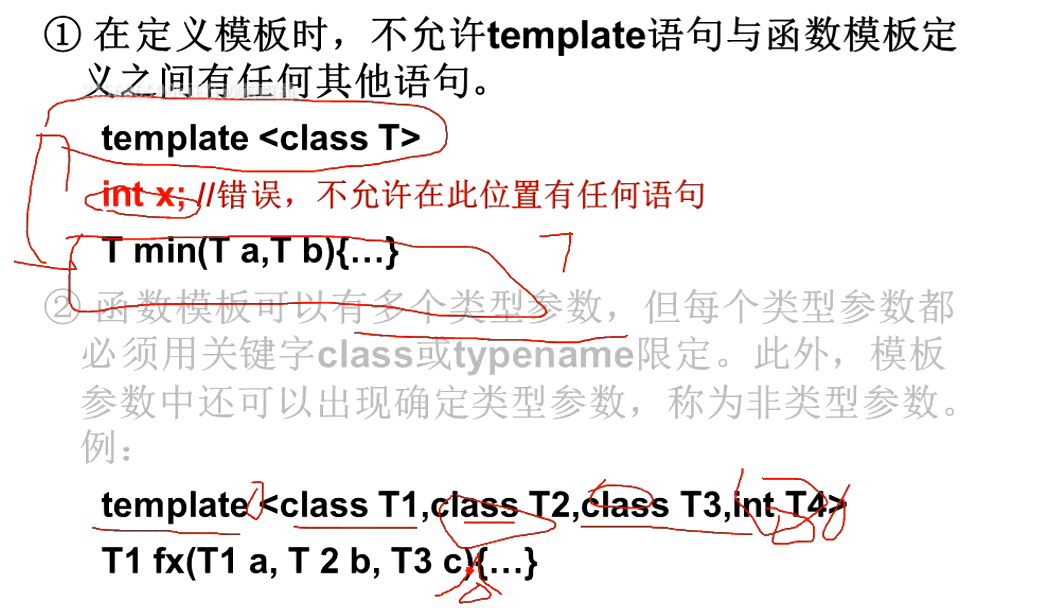 ① 在定义模板时，不允许template语句与函数模板定
义之间有任何其他语句。
template <class T>
int x; //错误，不允许在此位置有任何语句
T min(T a,T b){…}
② 函数模板可以有多个类型参数，但每个类型参数都
必须用关键字class或typename限定。此外，模板
参数中还可以出现确定类型参数，称为非类型参数。
例：
template <class T1,class T2,class T3,int T4>
T1 fx(T1 a, T 2 b, T3 c){…}